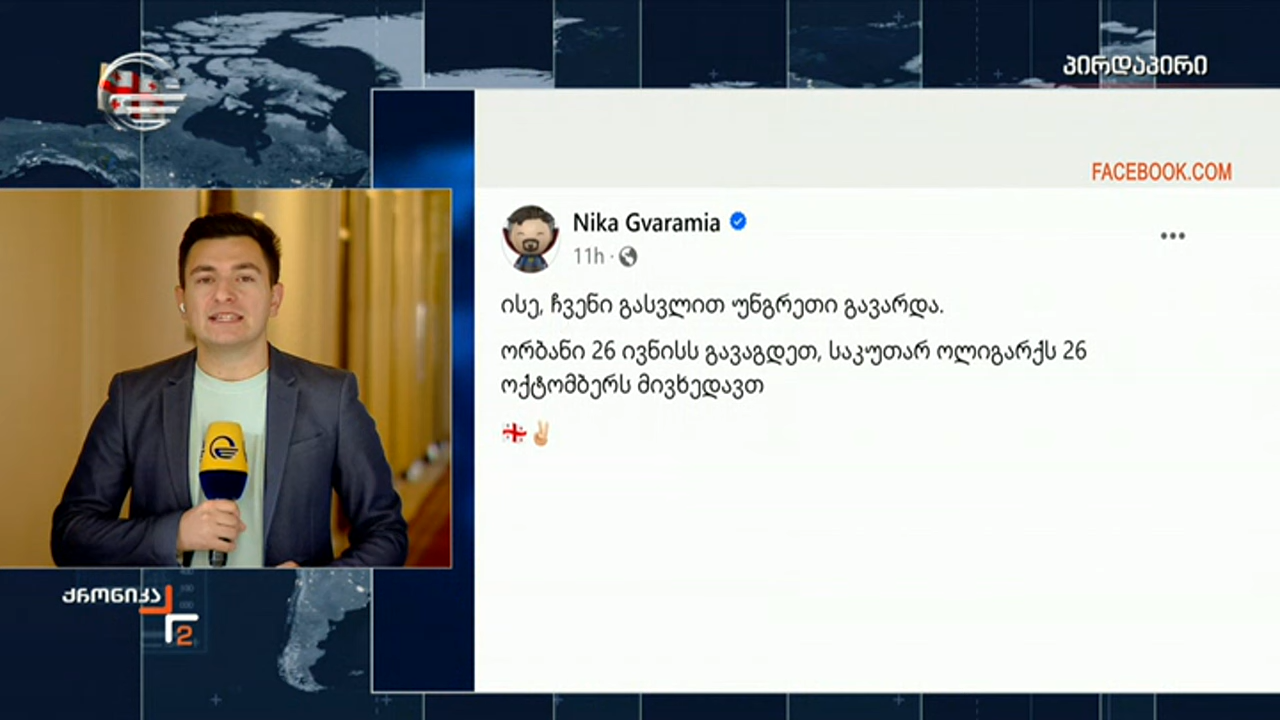 პირდაპირი
FACEBOOK.COM
Nika Gvaramia
11h ·
ისე, ჩვენი გასვლით უნგრეთი გავარდა.
ორბანი 26 ივნისს გავაგდეთ, საკუთარ ოლიგარქს 26
ოქტომბერს მივხედავთ
ქრონიკა
2